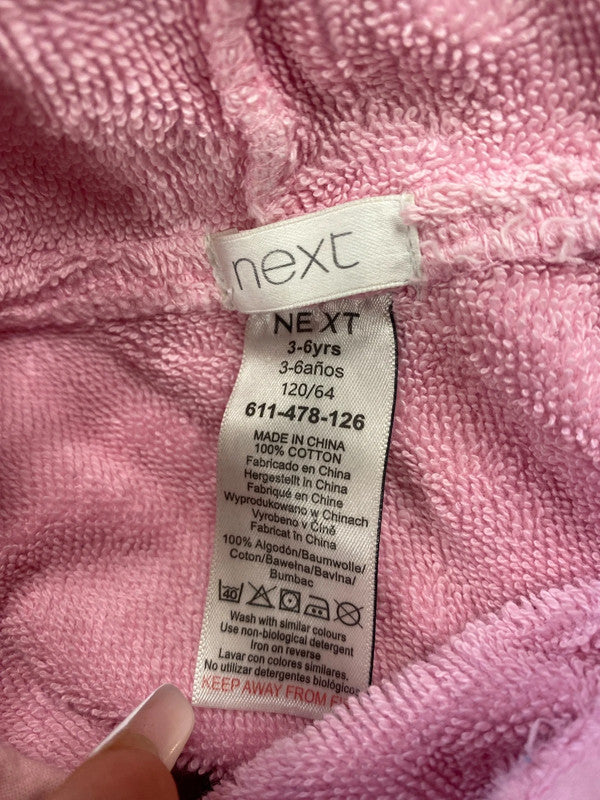 next
NEXT
3-6yrs
3-6años
120/64
611-478-126
MADE IN CHINA
100% COTTON
Fabricado en China
Hergestellt in China
Fabriqué en Chine
Wyprodukowano w Chinach
Vyrobeno v Číně
Fabricat în China
100% Algodón/Baumwolle/
Coton/Bawełna/Bavlna/
Bumbac
40
Wash with similar colours
Use non-biological detergent
Iron on reverse
Lavar con colores similares.
No utilizar detergentes biológicos
KEEP AWAY FROM